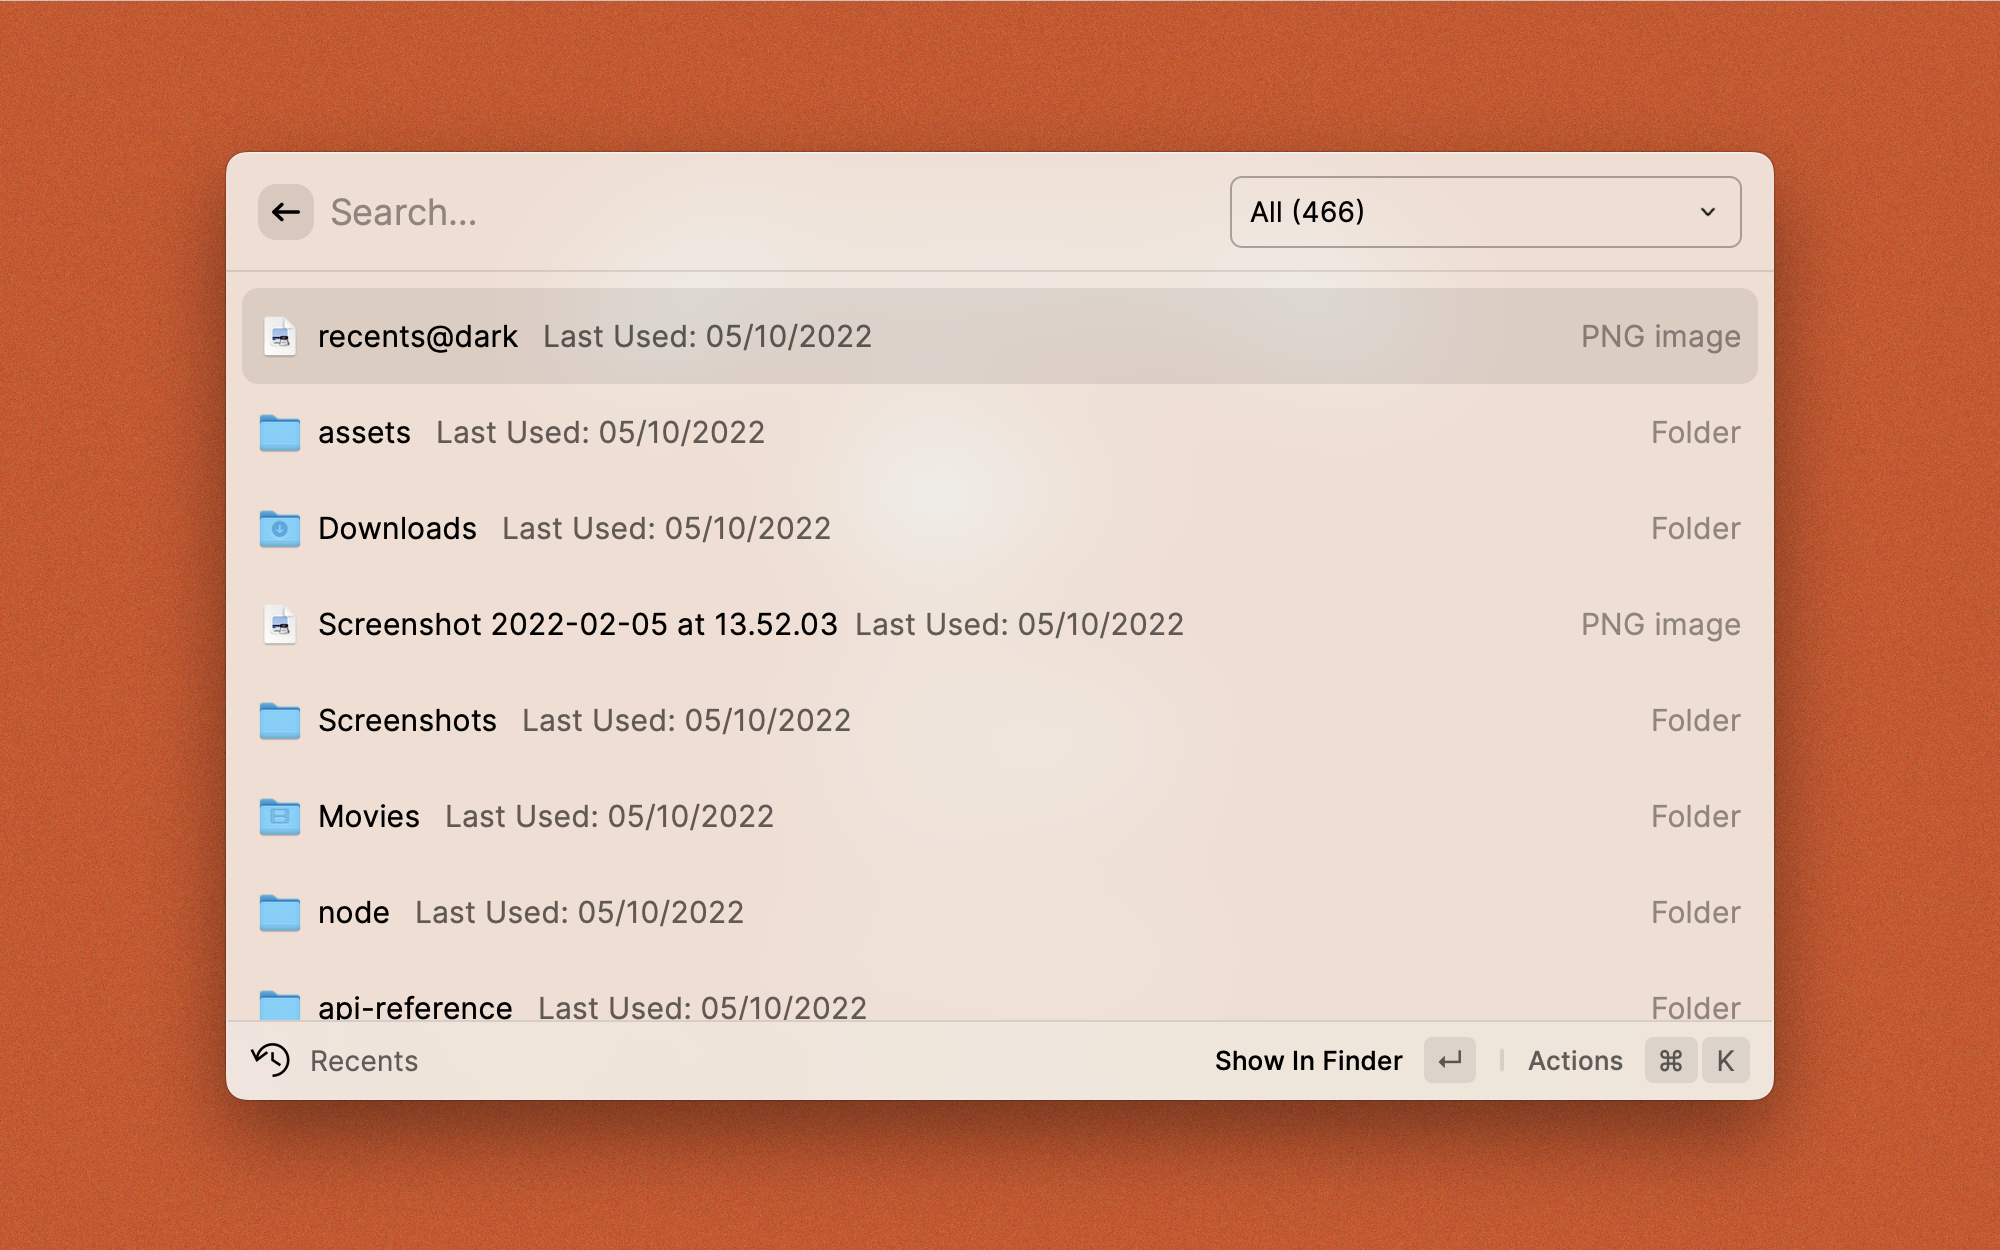 Search...
All (466)
recents@dark Last Used: 05/10/2022 PNG image
assets Last Used: 05/10/2022 Folder
Downloads Last Used: 05/10/2022 Folder
Screenshot 2022-02-05 at 13.52.03 Last Used: 05/10/2022 PNG image
Screenshots Last Used: 05/10/2022 Folder
Movies Last Used: 05/10/2022 Folder
node Last Used: 05/10/2022 Folder
api-reference Last Used: 05/10/2022 Folder
Recents
Show In Finder ↵ | Actions ⌘ K